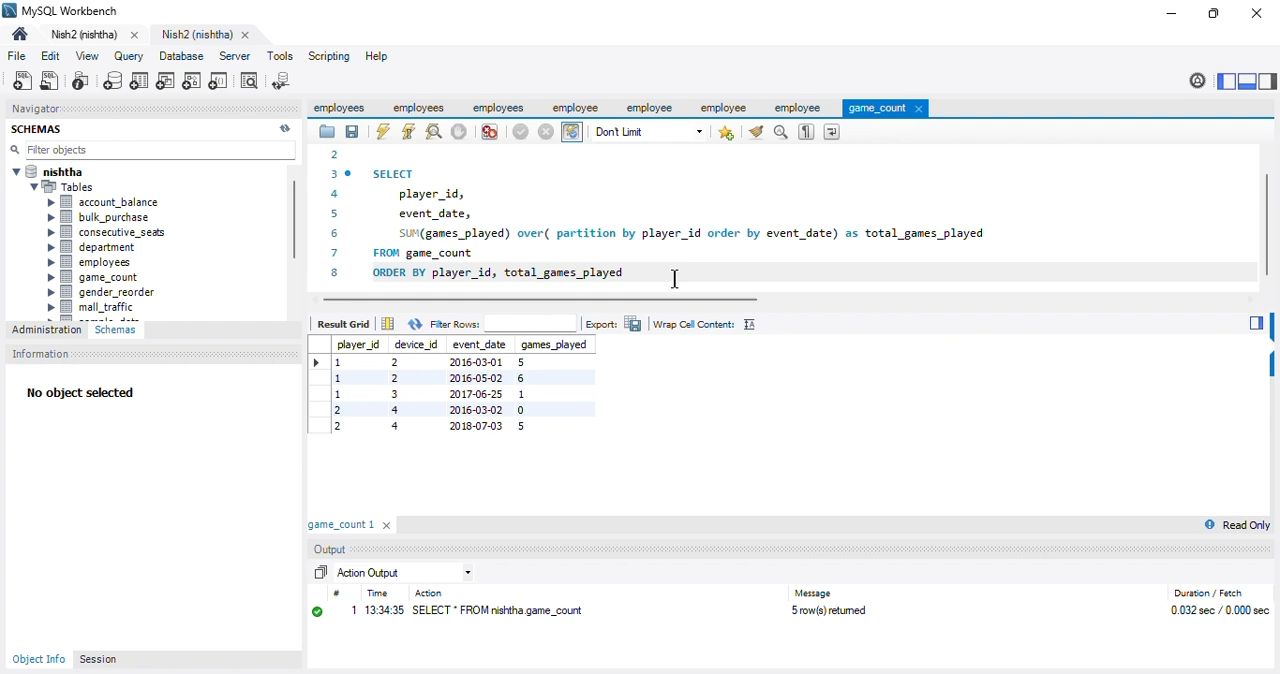 MySQL Workbench
Nish2 (nishtha) Nish2 (nishtha)
File Edit View Query Database Server Tools Scripting Help
Navigator employees employees employees employee employee employee employee game_count
SCHEMAS
Don't Limit
Filter objects
nishtha
Tables
account_balance
bulk_purchase
consecutive_seats
department
employees
game_count
gender_reorder
mall_traffic
Administration Schemas
Information
No object selected
Object Info Session
2
3 SELECT
4 player_id,
5 event_date,
6 SUM(games_played) over( partition by player_id order by event_date) as total_games_played
7 FROM game_count
8 ORDER BY player_id, total_games_played
Result Grid Filter Rows: Export: Wrap Cell Content:
player_id device_id event_date games_played
1 2 2016-03-01 5
1 2 2016-05-02 6
1 3 2017-06-25 1
2 4 2016-03-02 0
2 4 2018-07-03 5
game_count 1 Read Only
Output
Action Output
# Time Action Message Duration / Fetch
1 13:34:35 SELECT * FROM nishtha.game_count 5 row(s) returned 0.032 sec / 0.000 sec